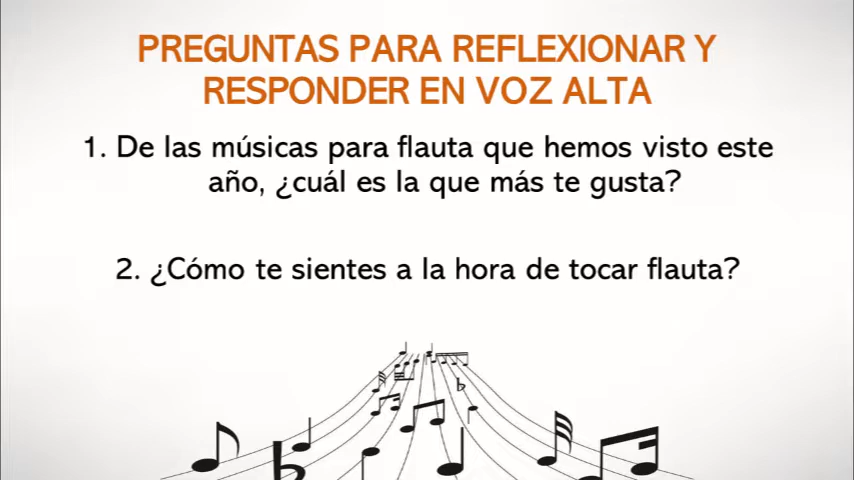 PREGUNTAS PARA REFLEXIONAR Y
RESPONDER EN VOZ ALTA
1. De las músicas para flauta que hemos visto este
año, ¿cuál es la que más te gusta?
2. ¿Cómo te sientes a la hora de tocar flauta?